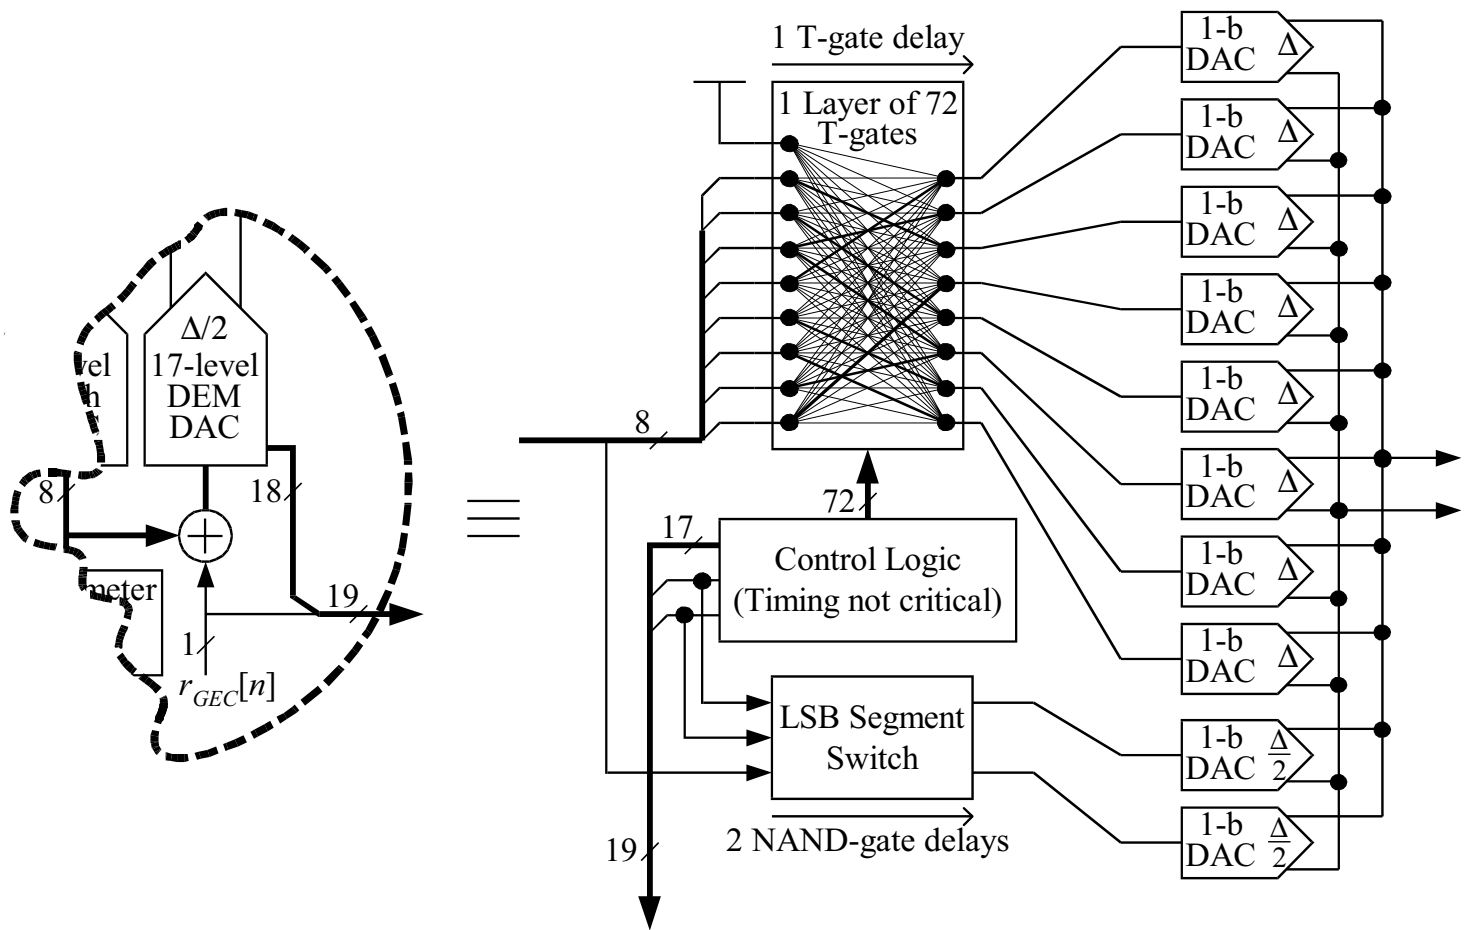 Δ/2
17-level
DEM
DAC
vel
meter
8
18
19
1
r_GEC[n]
1 T-gate delay
1 Layer of 72
T-gates
8
72
17
Control Logic
(Timing not critical)
LSB Segment
Switch
2 NAND-gate delays
19
1-b
DAC Δ
1-b
DAC Δ
1-b
DAC Δ
1-b
DAC Δ
1-b
DAC Δ
1-b
DAC Δ
1-b
DAC Δ
1-b
DAC Δ
1-b
DAC Δ/2
1-b
DAC Δ/2